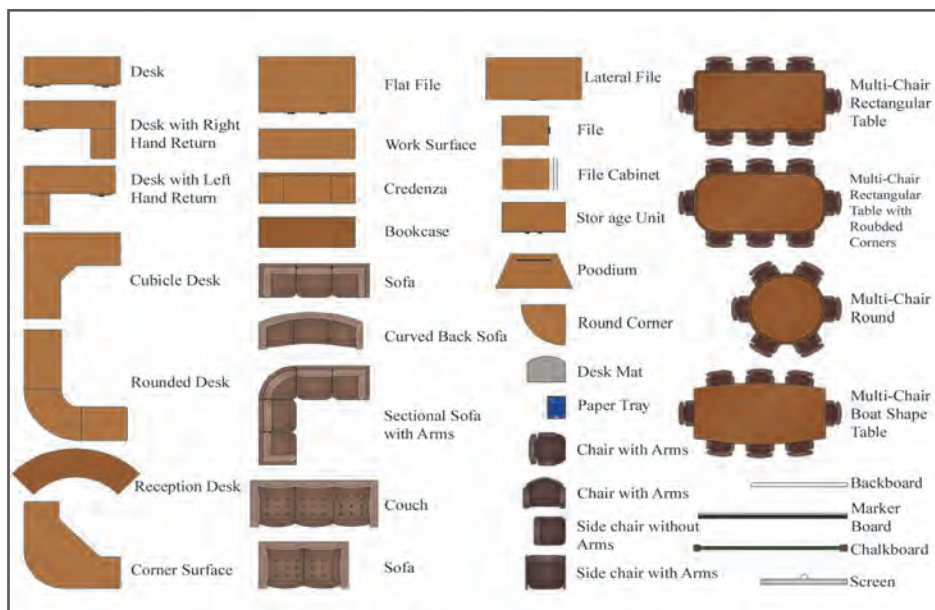 Desk
Desk with Right
Hand Return
Desk with Left
Hand Return
Cubicle Desk
Rounded Desk
Reception Desk
Corner Surface
Flat File
Work Surface
Credenza
Bookcase
Sofa
Curved Back Sofa
Sectional Sofa
with Arms
Couch
Sofa
Lateral File
File
File Cabinet
Stor age Unit
Poodium
Round Corner
Desk Mat
Paper Tray
Chair with Arms
Chair with Arms
Side chair without
Arms
Side chair with Arms
Multi-Chair
Rectangular
Table
Multi-Chair
Rectangular
Table with
Roubded
Corners
Multi-Chair
Round
Multi-Chair
Boat Shape
Table
Backboard
Marker
Board
Chalkboard
Screen